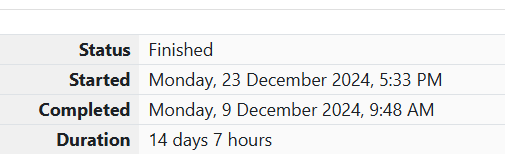 Status Finished
Started Monday, 23 December 2024, 5:33 PM
Completed Monday, 9 December 2024, 9:48 AM
Duration 14 days 7 hours